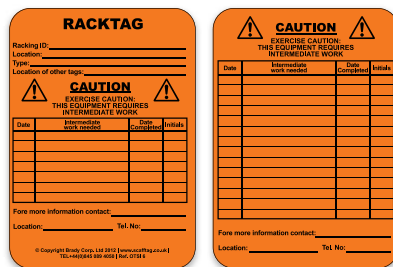 RACKTAG
Racking ID:
Location:
Type:
Location of other tags:
CAUTION
EXERCISE CAUTION:
THIS EQUIPMENT REQUIRES
INTERMEDIATE WORK
Date Intermediate work needed Date Completed Initials
Fore more information contact:
Location: Tel. No:
© Copyright Brady Corp. Ltd 2012 | www.scafftag.co.uk |
TEL+44(0)845 089 4050 | Ref. OTSI 6
CAUTION
EXERCISE CAUTION:
THIS EQUIPMENT REQUIRES
INTERMEDIATE WORK
Date Intermediate work needed Date Completed Initials
Fore more information contact:
Location: Tel. No: